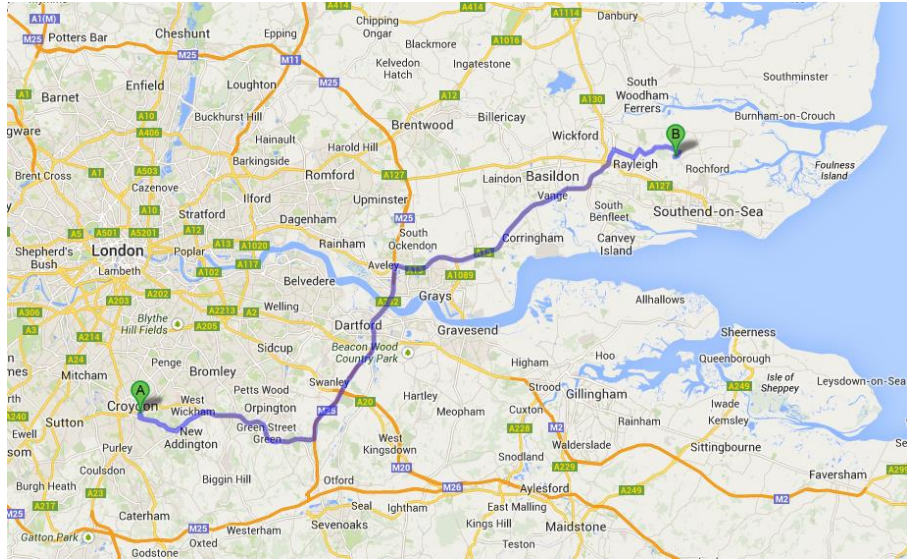 A1(M)
Potters Bar
Cheshunt
M25
Epping
M11
Chipping
Ongar
A414
A414
A1114
Danbury
Blackmore
A1016
Kelvedon
Hatch
Ingatestone
A12
South
Woodham
Ferrers
Southminster
Enfield
Loughton
M25
A1
Barnet
A10
A406
Buckhurst Hill
Brentwood
Billericay
A130
Wickford
Burnham-on-Crouch
gware
Hainault
Harold Hill
B
Barkingside
Brent Cross
A1
A503
Cazenove
Romford
A127
Laindon
Basildon
Rayleigh
Rochford
Foulness
Island
A10
Ilford
Upminster
Vange
A127
Stratford
A5
A501
A5201
A12
Dagenham
M25
South
Ockendon
South
Benfleet
Southend-on-Sea
London
Poplar
A13
A1020
Rainham
Corringham
Canvey
Island
Shepherd's
Bush
Lambeth
A102
A117
Aveley
A1089
Belvedere
A203
A202
Grays
A306
A2213
A2
Welling
Allhallows
A3
Blythe
Hill Fields
A205
Dartford
Gravesend
A214
Sheerness
Beacon Wood
Country Park
A24
Penge
Sidcup
Higham
Hoo
Queenborough
mes
Mitcham
Bromley
Isle of
Sheppey
A
Petts Wood
Swanley
Strood
Gillingham
A249
Leysdown-on-Sea
Croydon
West
Wickham
Orpington
A20
Hartley
Meopham
Cuxton
Rainham
Iwade
Kemsley
A240
Sutton
Ewell
som
New
Addington
Green Street
Green
M25
A228
M2
Walderslade
Sittingbourne
Purley
West
Kingsdown
Snodland
Faversham
A299
Coulsdon
Biggin Hill
M20
A229
Otford
Burgh Heath
A23
M26
Aylesford
A249
M2
A217
Caterham
Seal
Ightham
East Malling
M25
Westerham
Sevenoaks
Kings Hill
Maidstone
Gatton Park
Oxted
Godstone
Teston